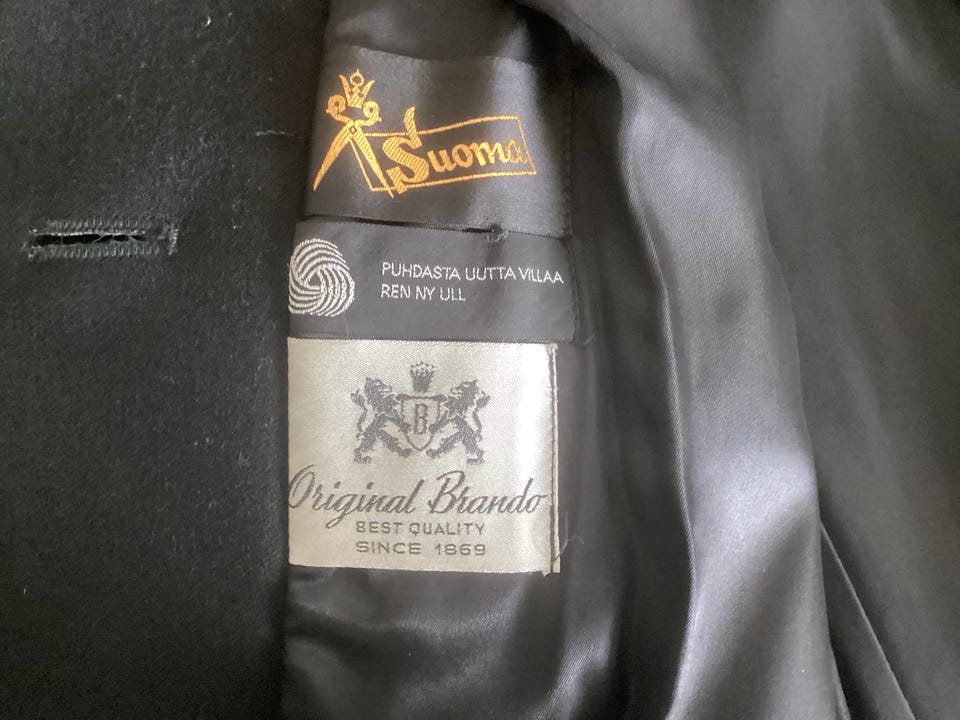 Suoma
PUHDASTA UUTTA VILLAA
REN NY ULL
B
Original Brando
BEST QUALITY
SINCE 1869